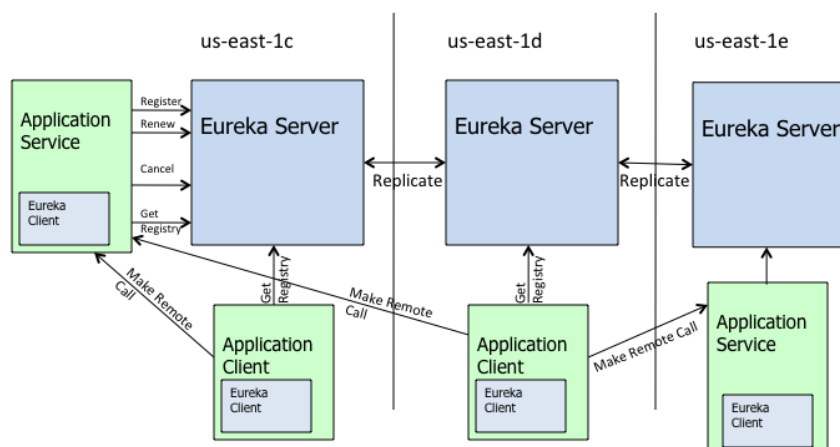 us-east-1c
us-east-1d
us-east-1e
Application
Service
Register
Renew
Cancel
Get
Registry
Eureka
Client
Eureka Server
Replicate
Eureka Server
Replicate
Eureka Server
Make Remote
Call
Get
Registry
Make Remote
Call
Get
Registry
Make Remote Call
Application
Client
Eureka
Client
Application
Client
Eureka
Client
Application
Service
Eureka
Client